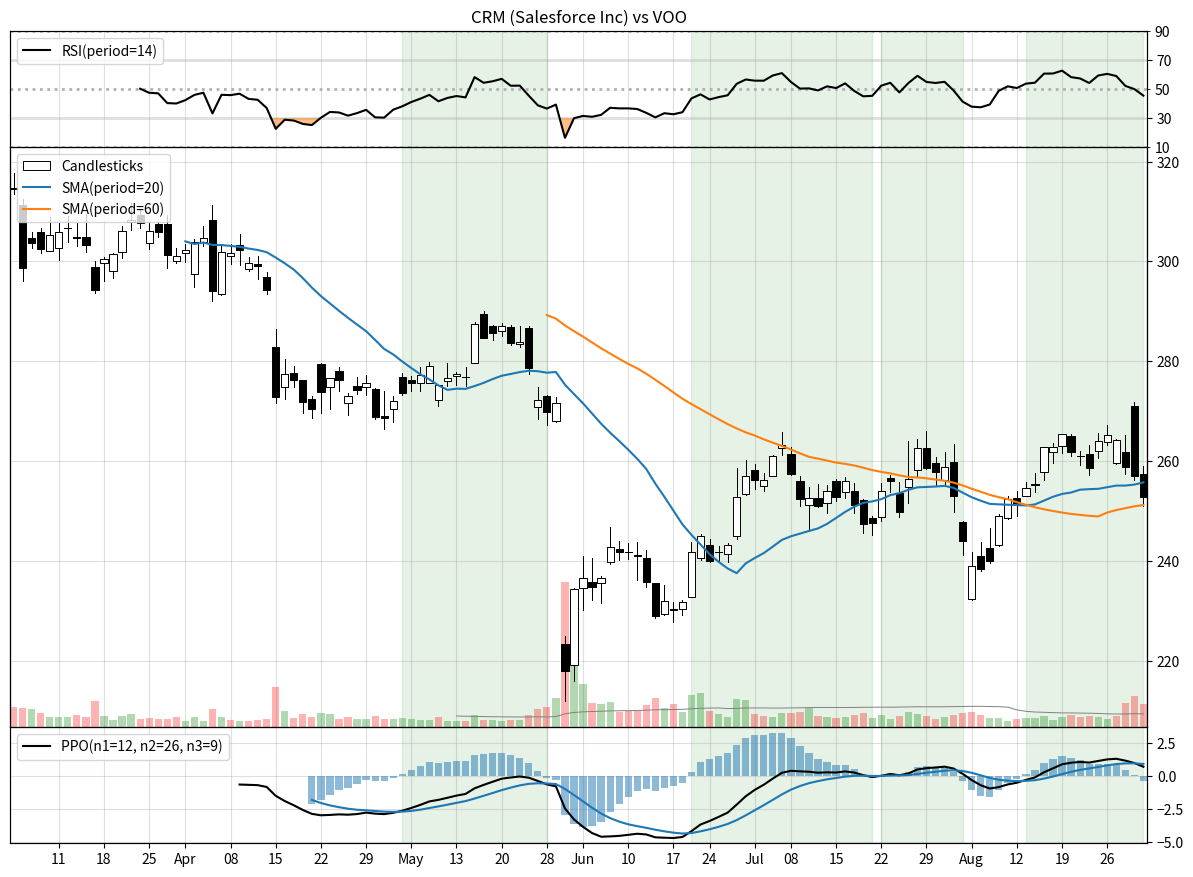 CRM (Salesforce Inc) vs VOO
RSI(period=14)
90
70
50
30
10
Candlesticks
SMA(period=20)
SMA(period=60)
320
300
280
260
240
220
PPO(n1=12, n2=26, n3=9)
2.5
0.0
−2.5
−5.0
11 18 25 Apr 08 15 22 29 May 13 20 28 Jun 10 17 24 Jul 08 15 22 29 Aug 12 19 26